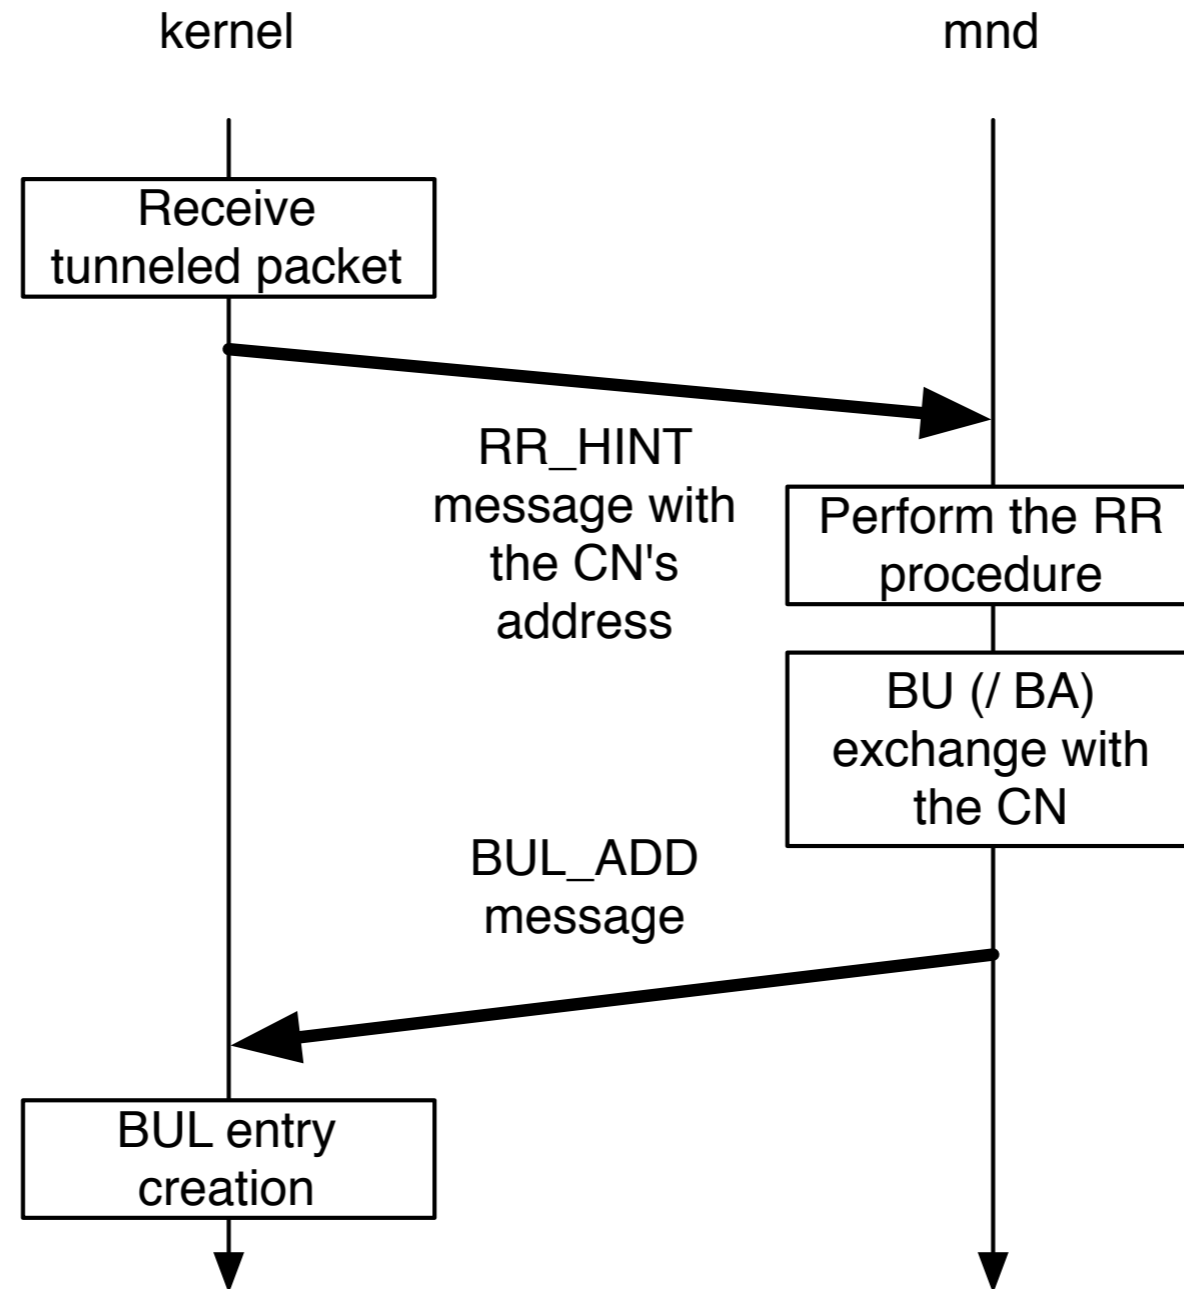 kernel
mnd
Receive
tunneled packet
RR_HINT
message with
the CN's
address
Perform the RR
procedure
BU (/ BA)
exchange with
the CN
BUL_ADD
message
BUL entry
creation